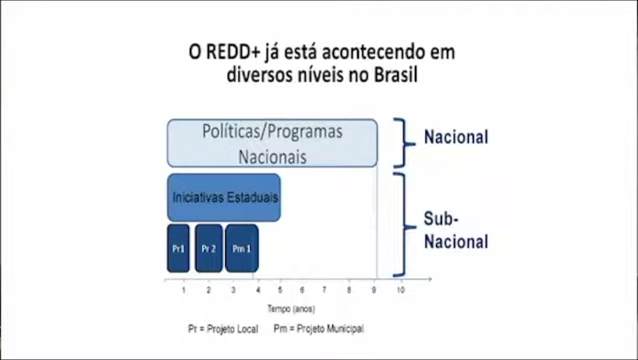 O REDD+ já está acontecendo em
diversos níveis no Brasil
Políticas/Programas
Nacionais
Nacional
Iniciativas Estaduais
Sub-
Nacional
Pr1 Pr 2 Pm 1
1 2 3 4 5 6 7 8 9 10
Tempo (anos)
Pr = Projeto Local Pm = Projeto Municipal